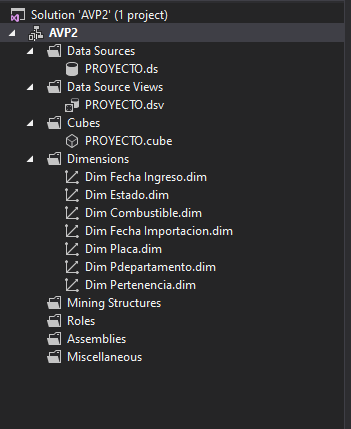 Solution 'AVP2' (1 project)
AVP2
Data Sources
PROYECTO.ds
Data Source Views
PROYECTO.dsv
Cubes
PROYECTO.cube
Dimensions
Dim Fecha Ingreso.dim
Dim Estado.dim
Dim Combustible.dim
Dim Fecha Importacion.dim
Dim Placa.dim
Dim Pdepartamento.dim
Dim Pertenencia.dim
Mining Structures
Roles
Assemblies
Miscellaneous